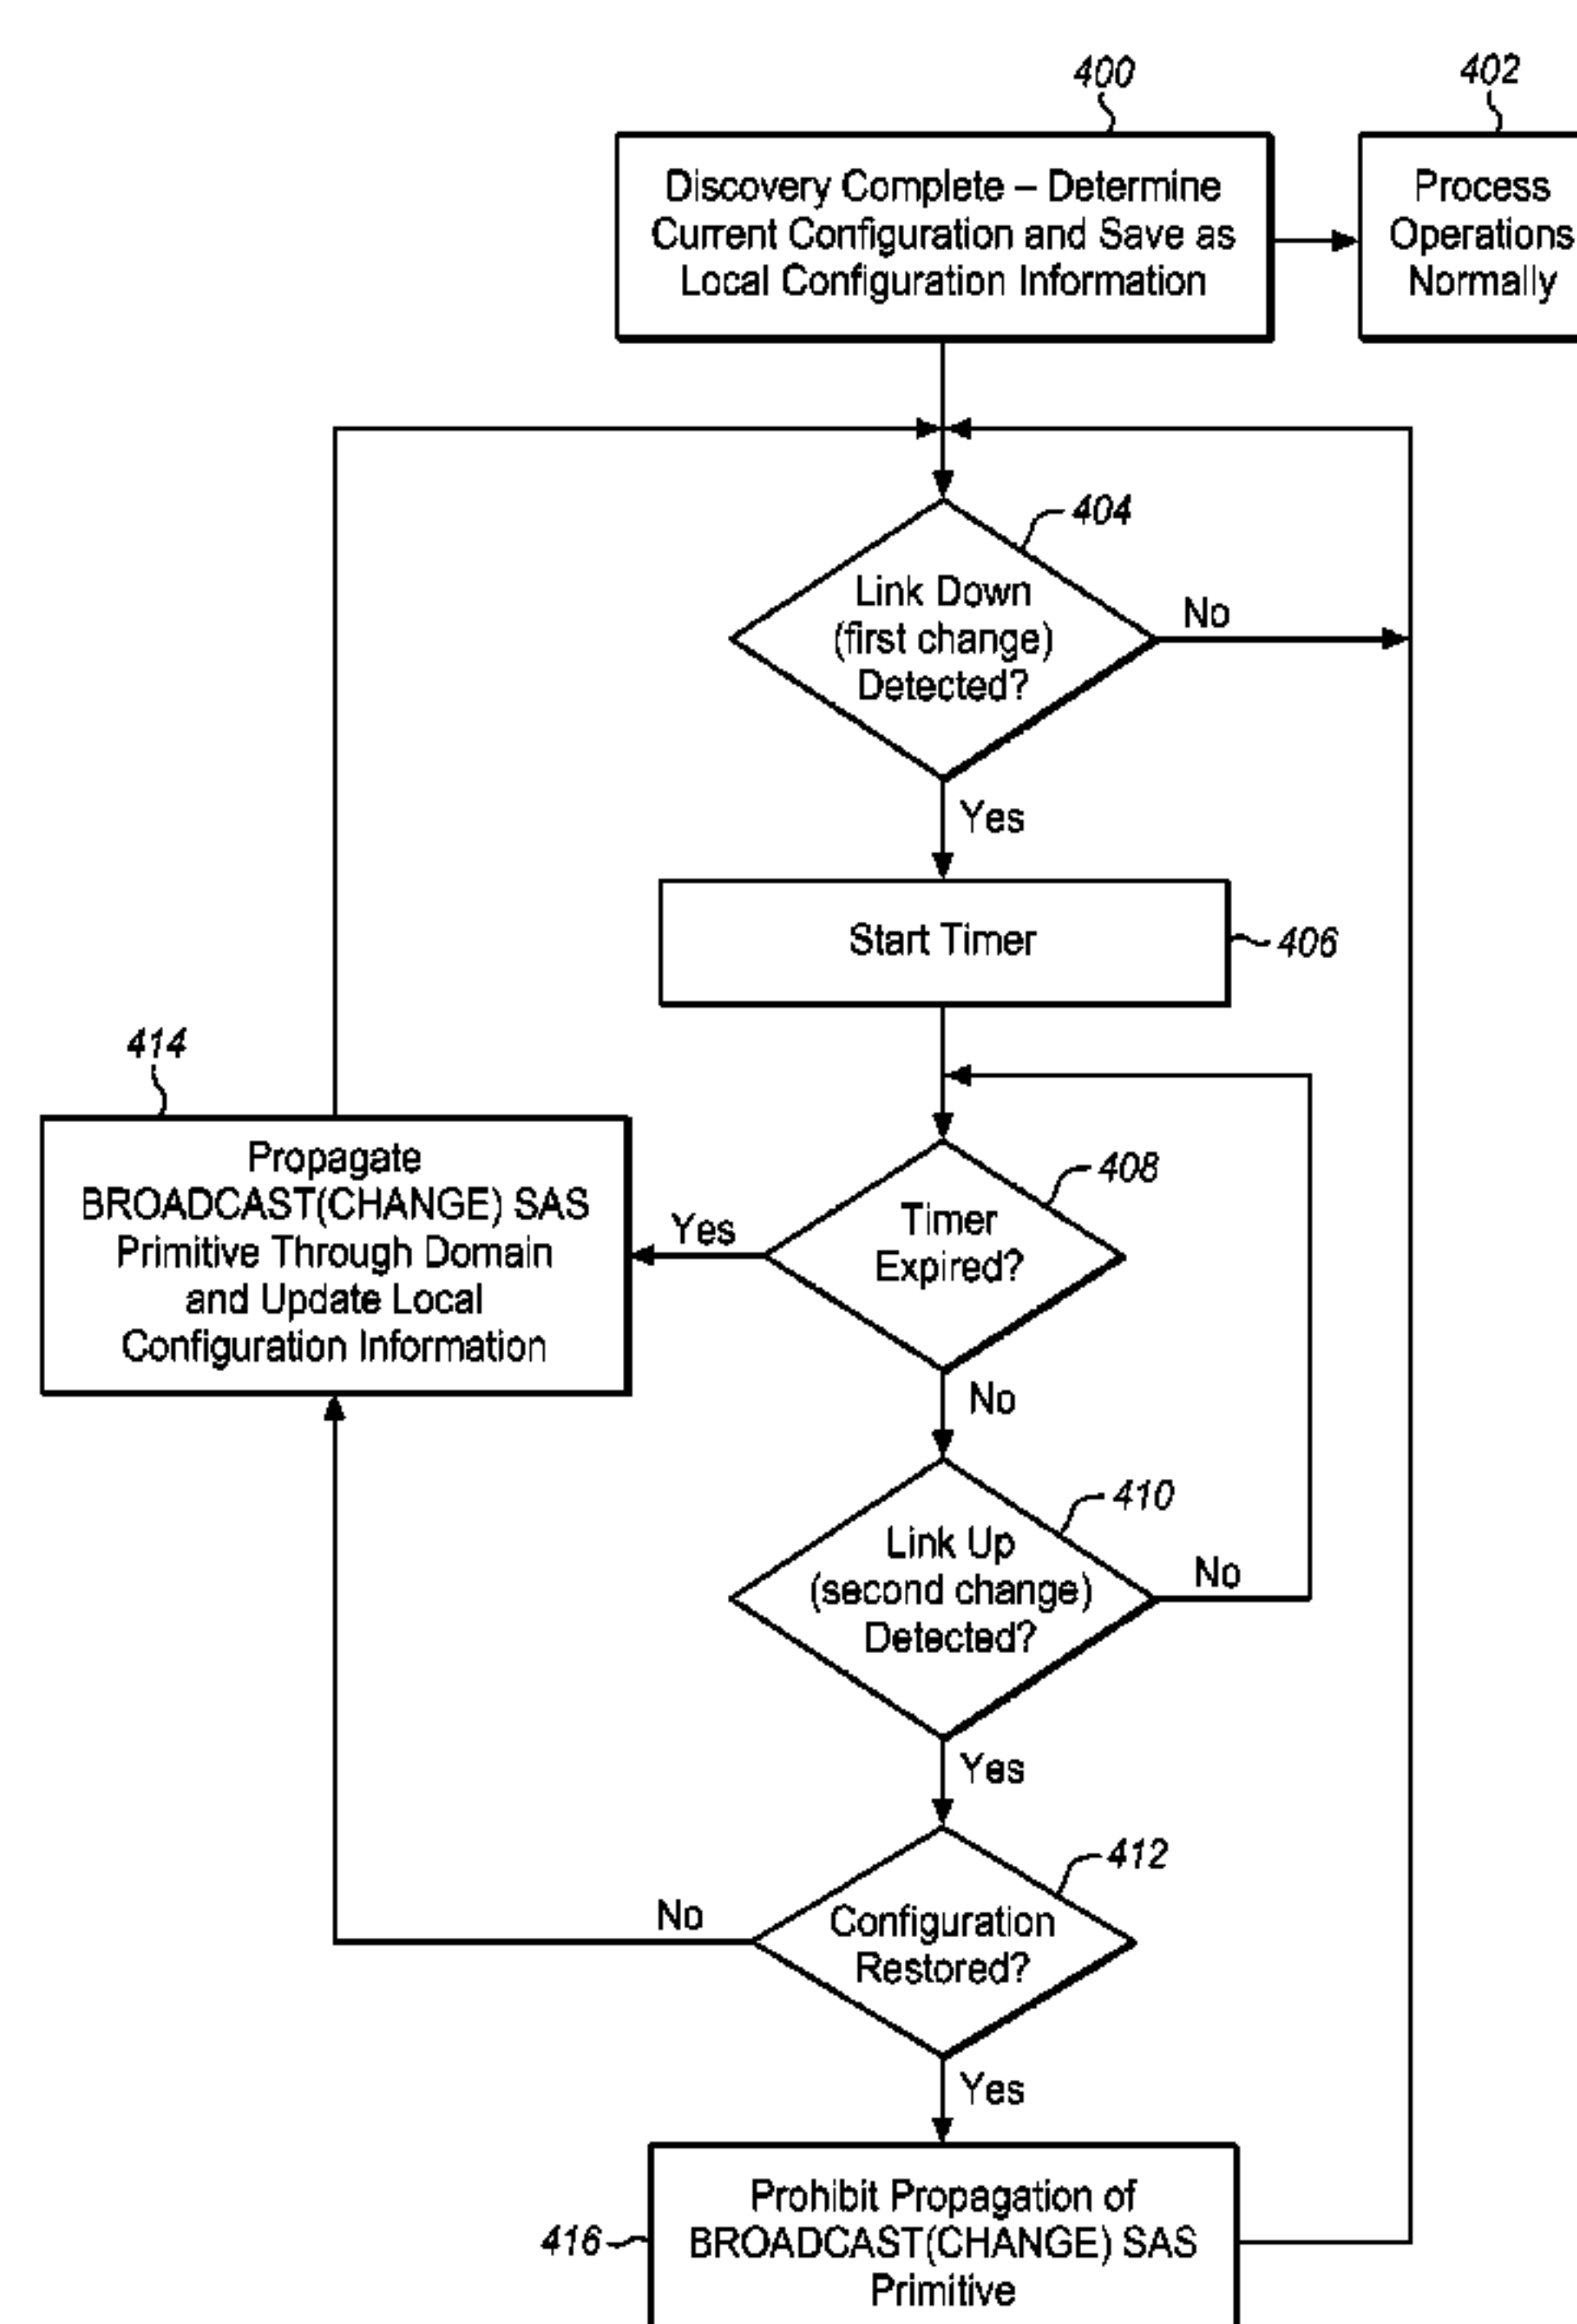 400
402
Discovery Complete – Determine
Current Configuration and Save as
Local Configuration Information
Process
Operations
Normally
404
Link Down
(first change)
Detected?
No
Yes
Start Timer
406
414
Propagate
BROADCAST(CHANGE) SAS
Primitive Through Domain
and Update Local
Configuration Information
408
Timer
Expired?
Yes
No
410
Link Up
(second change)
Detected?
No
Yes
412
Configuration
Restored?
No
Yes
416
Prohibit Propagation of
BROADCAST(CHANGE) SAS
Primitive